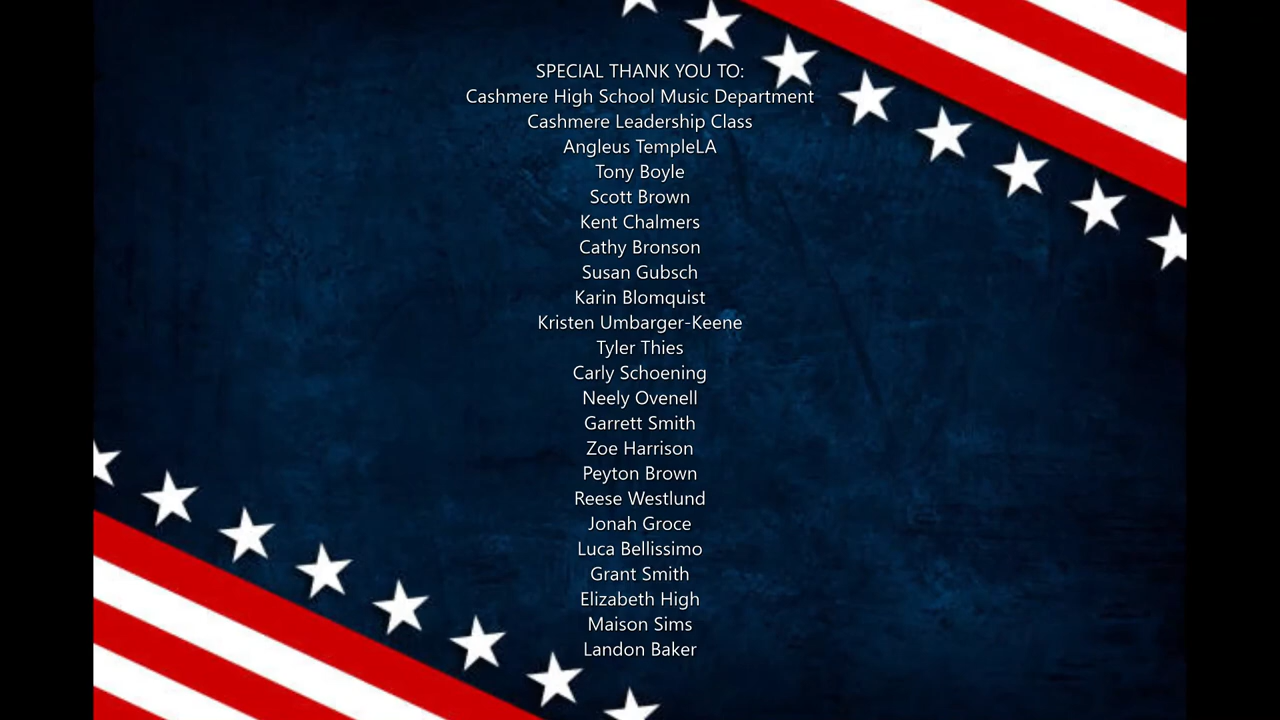 SPECIAL THANK YOU TO:
Cashmere High School Music Department
Cashmere Leadership Class
Angleus TempleLA
Tony Boyle
Scott Brown
Kent Chalmers
Cathy Bronson
Susan Gubsch
Karin Blomquist
Kristen Umbarger-Keene
Tyler Thies
Carly Schoening
Neely Ovenell
Garrett Smith
Zoe Harrison
Peyton Brown
Reese Westlund
Jonah Groce
Luca Bellissimo
Grant Smith
Elizabeth High
Maison Sims
Landon Baker